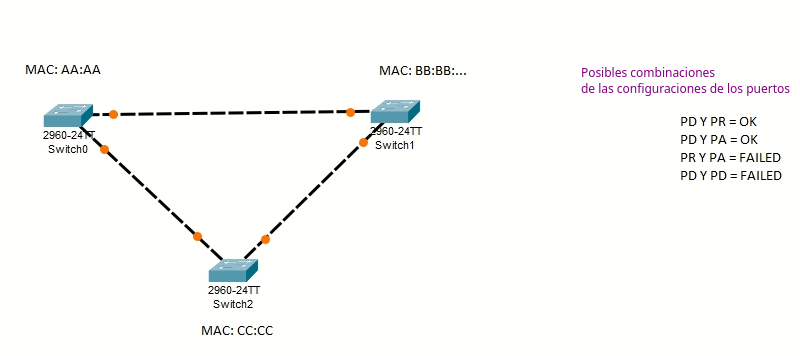 MAC: AA:AA
MAC: BB:BB:...
Posibles combinaciones
de las configuraciones de los puertos
2960-24TT
Switch0
2960-24TT
Switch1
PD Y PR = OK
PD Y PA = OK
PR Y PA = FAILED
PD Y PD = FAILED
2960-24TT
Switch2
MAC: CC:CC